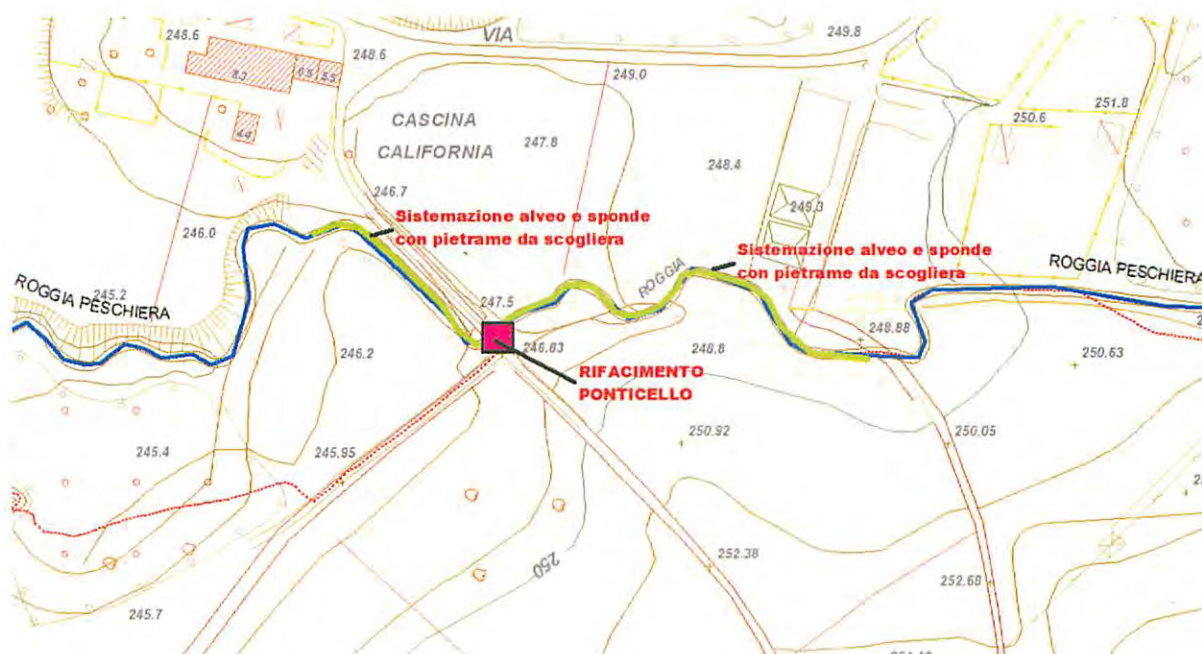 VIA
248.6
248.6
249.8
249.0
8.3
6.5
5.5
251.8
250.6
4.4
CASCINA
CALIFORNIA
247.8
248.4
246.7
249.3
246.0
Sistemazione alveo e sponde
con pietrame da scogliera
Sistemazione alveo e sponde
con pietrame da scogliera
ROGGIA
ROGGIA PESCHIERA
ROGGIA PESCHIERA
245.2
247.5
248.88
246.2
246.83
248.8
250.63
RIFACIMENTO
PONTICELLO
250.92
250.05
245.4
245.95
250
252.38
252.68
245.7